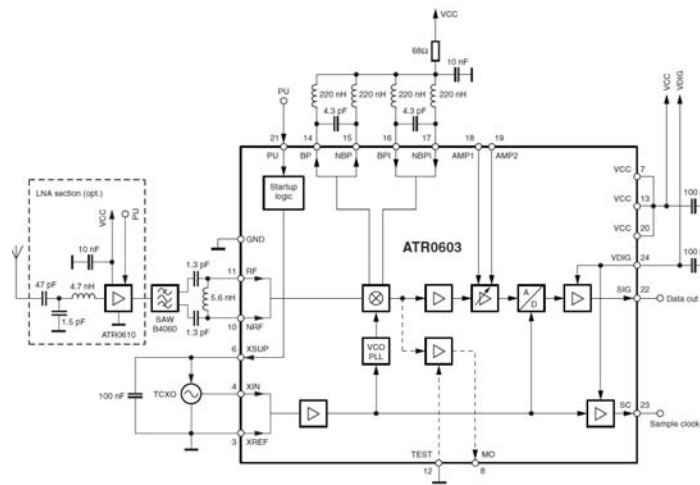 VCC
68Ω
10 nF
VCC
VDIG
220 nH
220 nH
220 nH
220 nH
4.3 pF
4.3 pF
PU
21
14
15
16
17
18
19
PU
BP
NBP
BPI
NBPI
AMP1
AMP2
Startup
logic
VCC
7
VCC
13
VCC
20
VDIG
24
100
100
LNA section (opt.)
VCC
PU
10 nF
GND
ATR0603
47 pF
4.7 nH
1.5 pF
ATR0610
SAW
B4060
1.3 pF
5.6 nH
1.3 pF
11
RF
10
NRF
A
D
SIG
22
Data out
6
XSUP
VCO
PLL
100 nF
TCXO
4
XIN
3
XREF
SC
23
Sample clock
TEST
MO
12
8